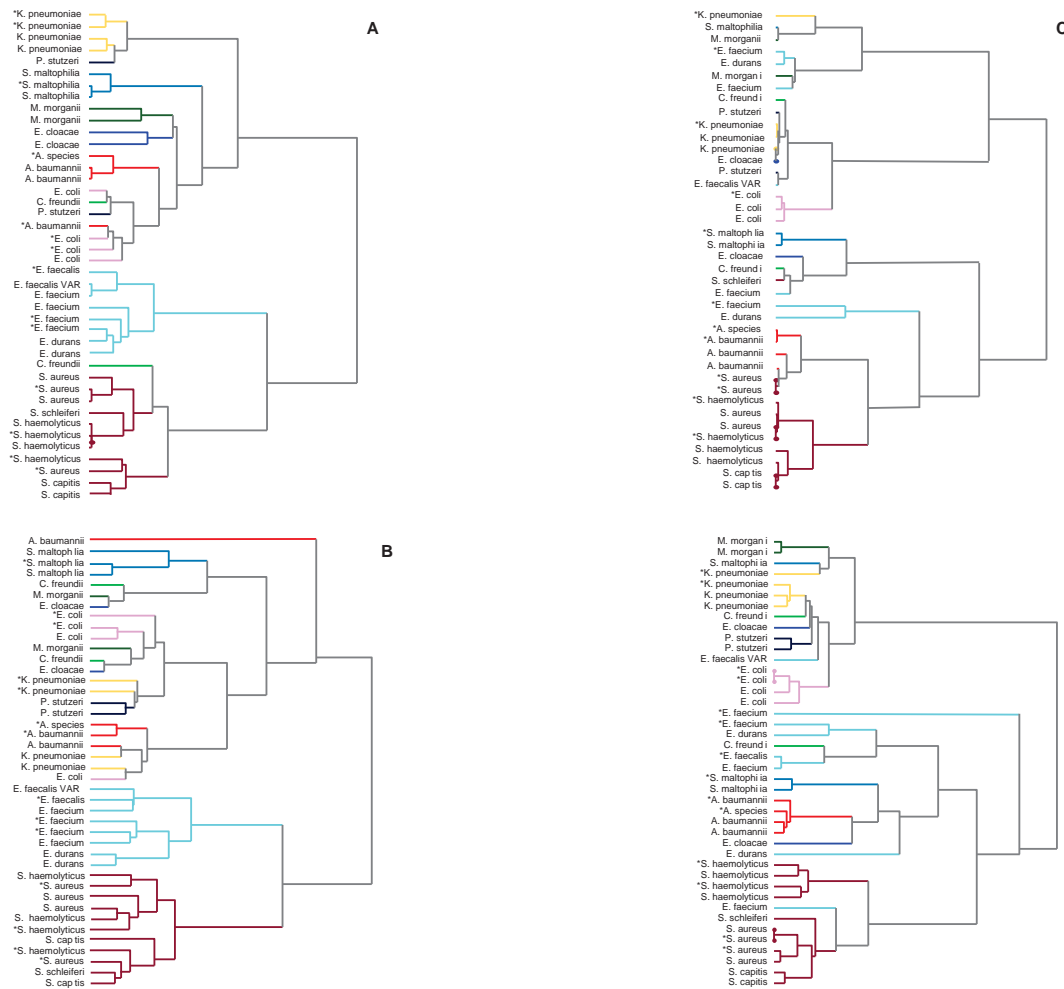 *K. pneumoniae
*K. pneumoniae
K. pneumoniae
K. pneumoniae
P. stutzeri
S. maltophilia
*S. maltophilia
S. maltophilia
M. morganii
M. morganii
E. cloacae
E. cloacae
*A. species
A. baumannii
A. baumannii
E. coli
C. freundii
P. stutzeri
*A. baumannii
*E. coli
*E. coli
E. coli
*E. faecalis
E. faecalis VAR
E. faecium
E. faecium
*E. faecium
*E. faecium
E. durans
E. durans
C. freundii
S. aureus
*S. aureus
S. aureus
S. schleiferi
S. haemolyticus
*S. haemolyticus
S. haemolyticus
*S. haemolyticus
*S. aureus
S. capitis
S. capitis
A
A. baumannii
S. maltoph lia
*S. maltoph lia
S. maltoph lia
C. freundii
M. morganii
E. cloacae
*E. coli
*E. coli
E. coli
M. morganii
C. freundii
E. cloacae
*K. pneumoniae
*K. pneumoniae
P. stutzeri
P. stutzeri
*A. species
*A. baumannii
A. baumannii
K. pneumoniae
K. pneumoniae
E. coli
E. faecalis VAR
*E. faecalis
E. faecium
*E. faecium
*E. faecium
E. faecium
E. durans
E. durans
S. haemolyticus
*S. aureus
S. aureus
S. aureus
S. haemolyticus
*S. haemolyticus
S. cap tis
*S. haemolyticus
*S. aureus
S. schleiferi
S. cap tis
B
*K. pneumoniae
S. maltophilia
M. morganii
*E. faecium
E. durans
M. morgan i
E. faecium
C. freund i
P. stutzeri
*K. pneumoniae
K. pneumoniae
K. pneumoniae
E. cloacae
P. stutzeri
E. faecalis VAR
*E. coli
E. coli
E. coli
*S. maltoph lia
S. maltophi ia
E. cloacae
C. freund i
S. schleiferi
E. faecium
*E. faecium
E. durans
*A. species
*A. baumannii
A. baumannii
A. baumannii
*S. aureus
*S. aureus
*S. haemolyticus
S. aureus
S. aureus
*S. haemolyticus
S. haemolyticus
S. haemolyticus
S. cap tis
S. cap tis
C
M. morgan i
M. morgan i
S. maltophi ia
*K. pneumoniae
*K. pneumoniae
K. pneumoniae
K. pneumoniae
C. freund i
E. cloacae
P. stutzeri
P. stutzeri
E. faecalis VAR
*E. coli
*E. coli
E. coli
E. coli
*E. faecium
*E. faecium
E. durans
C. freund i
*E. faecalis
E. faecium
*S. maltophi ia
S. maltophi ia
*A. baumannii
*A. species
A. baumannii
A. baumannii
E. cloacae
E. durans
*S. haemolyticus
S. haemolyticus
*S. haemolyticus
S. haemolyticus
E. faecium
S. schleiferi
S. aureus
*S. aureus
*S. aureus
S. aureus
S. capitis
S. capitis